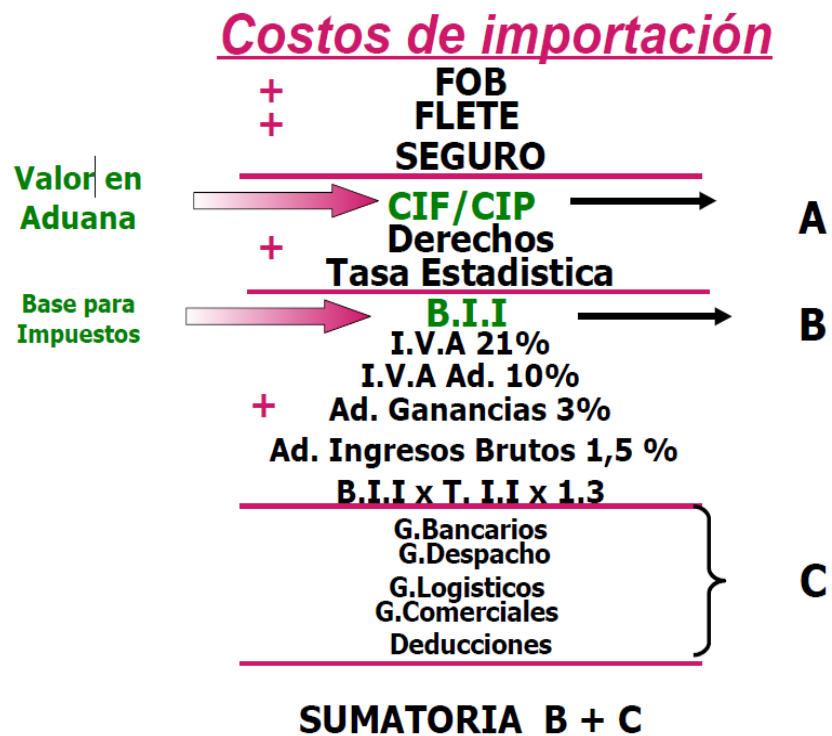 Costos de importación
+ FOB
+ FLETE
SEGURO
Valor en
Aduana
CIF/CIP
A
+ Derechos
Tasa Estadistica
Base para
Impuestos
B.I.I
B
I.V.A 21%
I.V.A Ad. 10%
+ Ad. Ganancias 3%
Ad. Ingresos Brutos 1,5 %
B.I.I x T. I.I x 1.3
G.Bancarios
G.Despacho
G.Logisticos
G.Comerciales
Deducciones
C
SUMATORIA B + C